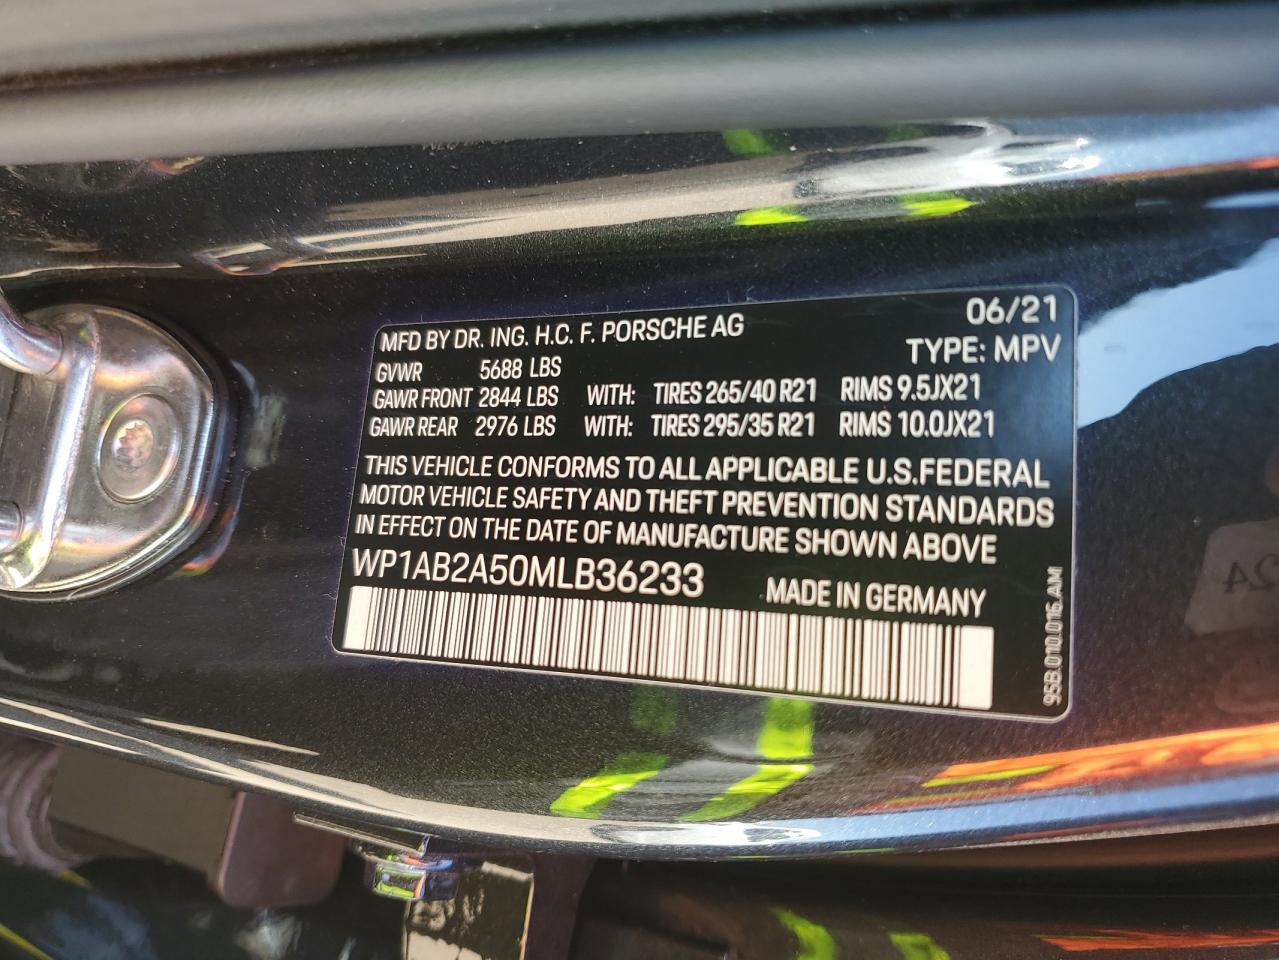 06/21
MFD BY DR. ING. H.C. F. PORSCHE AG
TYPE: MPV
GVWR 5688 LBS
GAWR FRONT 2844 LBS WITH: TIRES 265/40 R21 RIMS 9.5JX21
GAWR REAR 2976 LBS WITH: TIRES 295/35 R21 RIMS 10.0JX21
THIS VEHICLE CONFORMS TO ALL APPLICABLE U.S.FEDERAL
MOTOR VEHICLE SAFETY AND THEFT PREVENTION STANDARDS
IN EFFECT ON THE DATE OF MANUFACTURE SHOWN ABOVE
WP1AB2A50MLB36233
MADE IN GERMANY
95B.010.016.AM
24